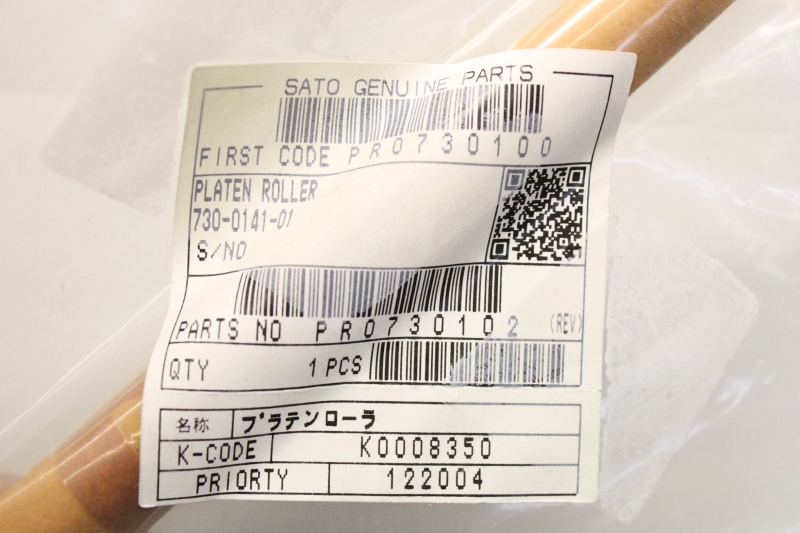 SATO GENUINE PARTS
FIRST CODE PR0730100
PLATEN ROLLER
730-0141-01
S/NO
PARTS NO PR0730102 (REV)
QTY 1 PCS
名称 プラテンローラ
K-CODE K0008350
PRIORTY 122004